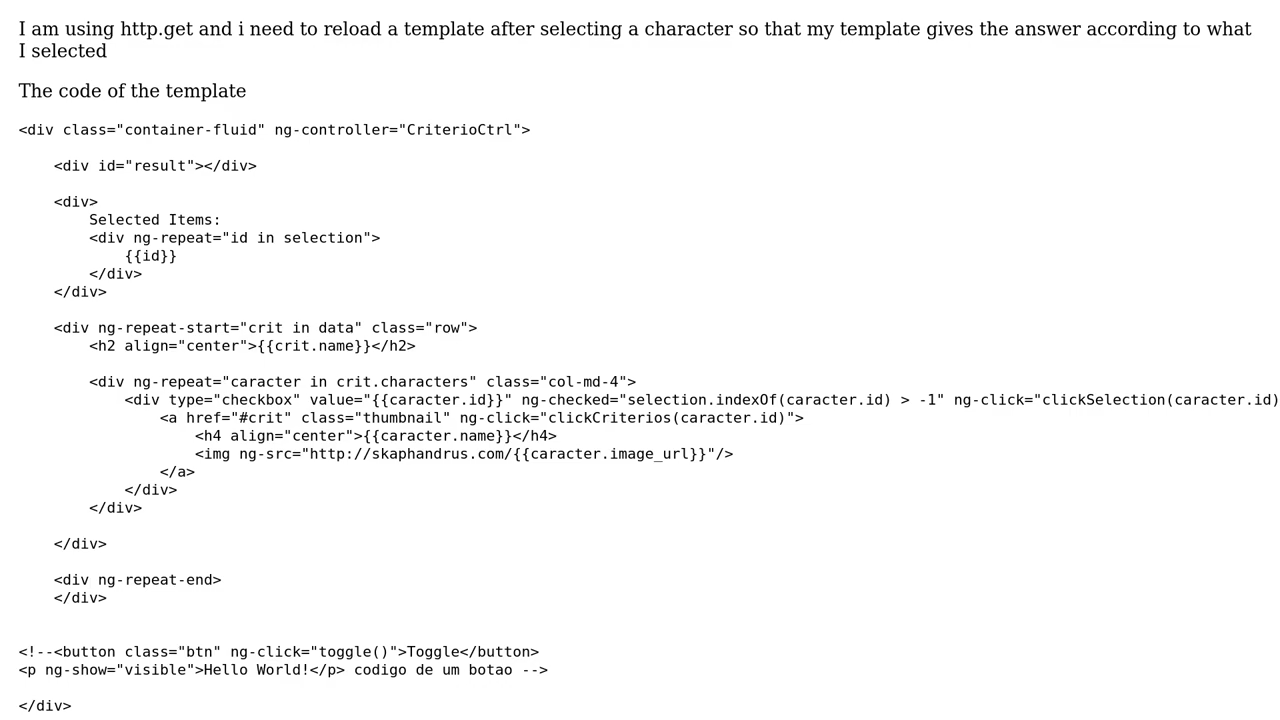 I am using http.get and i need to reload a template after selecting a character so that my template gives the answer according to what
I selected
The code of the template
<div class="container-fluid" ng-controller="CriterioCtrl">
    <div id="result"></div>
    <div>
        Selected Items:
        <div ng-repeat="id in selection">
            {{id}}
        </div>
    </div>
    <div ng-repeat-start="crit in data" class="row">
        <h2 align="center">{{crit.name}}</h2>
        <div ng-repeat="caracter in crit.characters" class="col-md-4">
            <div type="checkbox" value="{{caracter.id}}" ng-checked="selection.indexOf(caracter.id) > -1" ng-click="clickSelection(caracter.id)
                <a href="#crit" class="thumbnail" ng-click="clickCriterios(caracter.id)">
                    <h4 align="center">{{caracter.name}}</h4>
                    <img ng-src="http://skaphandrus.com/{{caracter.image_url}}"/>
                </a>
            </div>
        </div>
    </div>
    <div ng-repeat-end>
    </div>
<!--<button class="btn" ng-click="toggle()">Toggle</button>
<p ng-show="visible">Hello World!</p> codigo de um botao -->
</div>